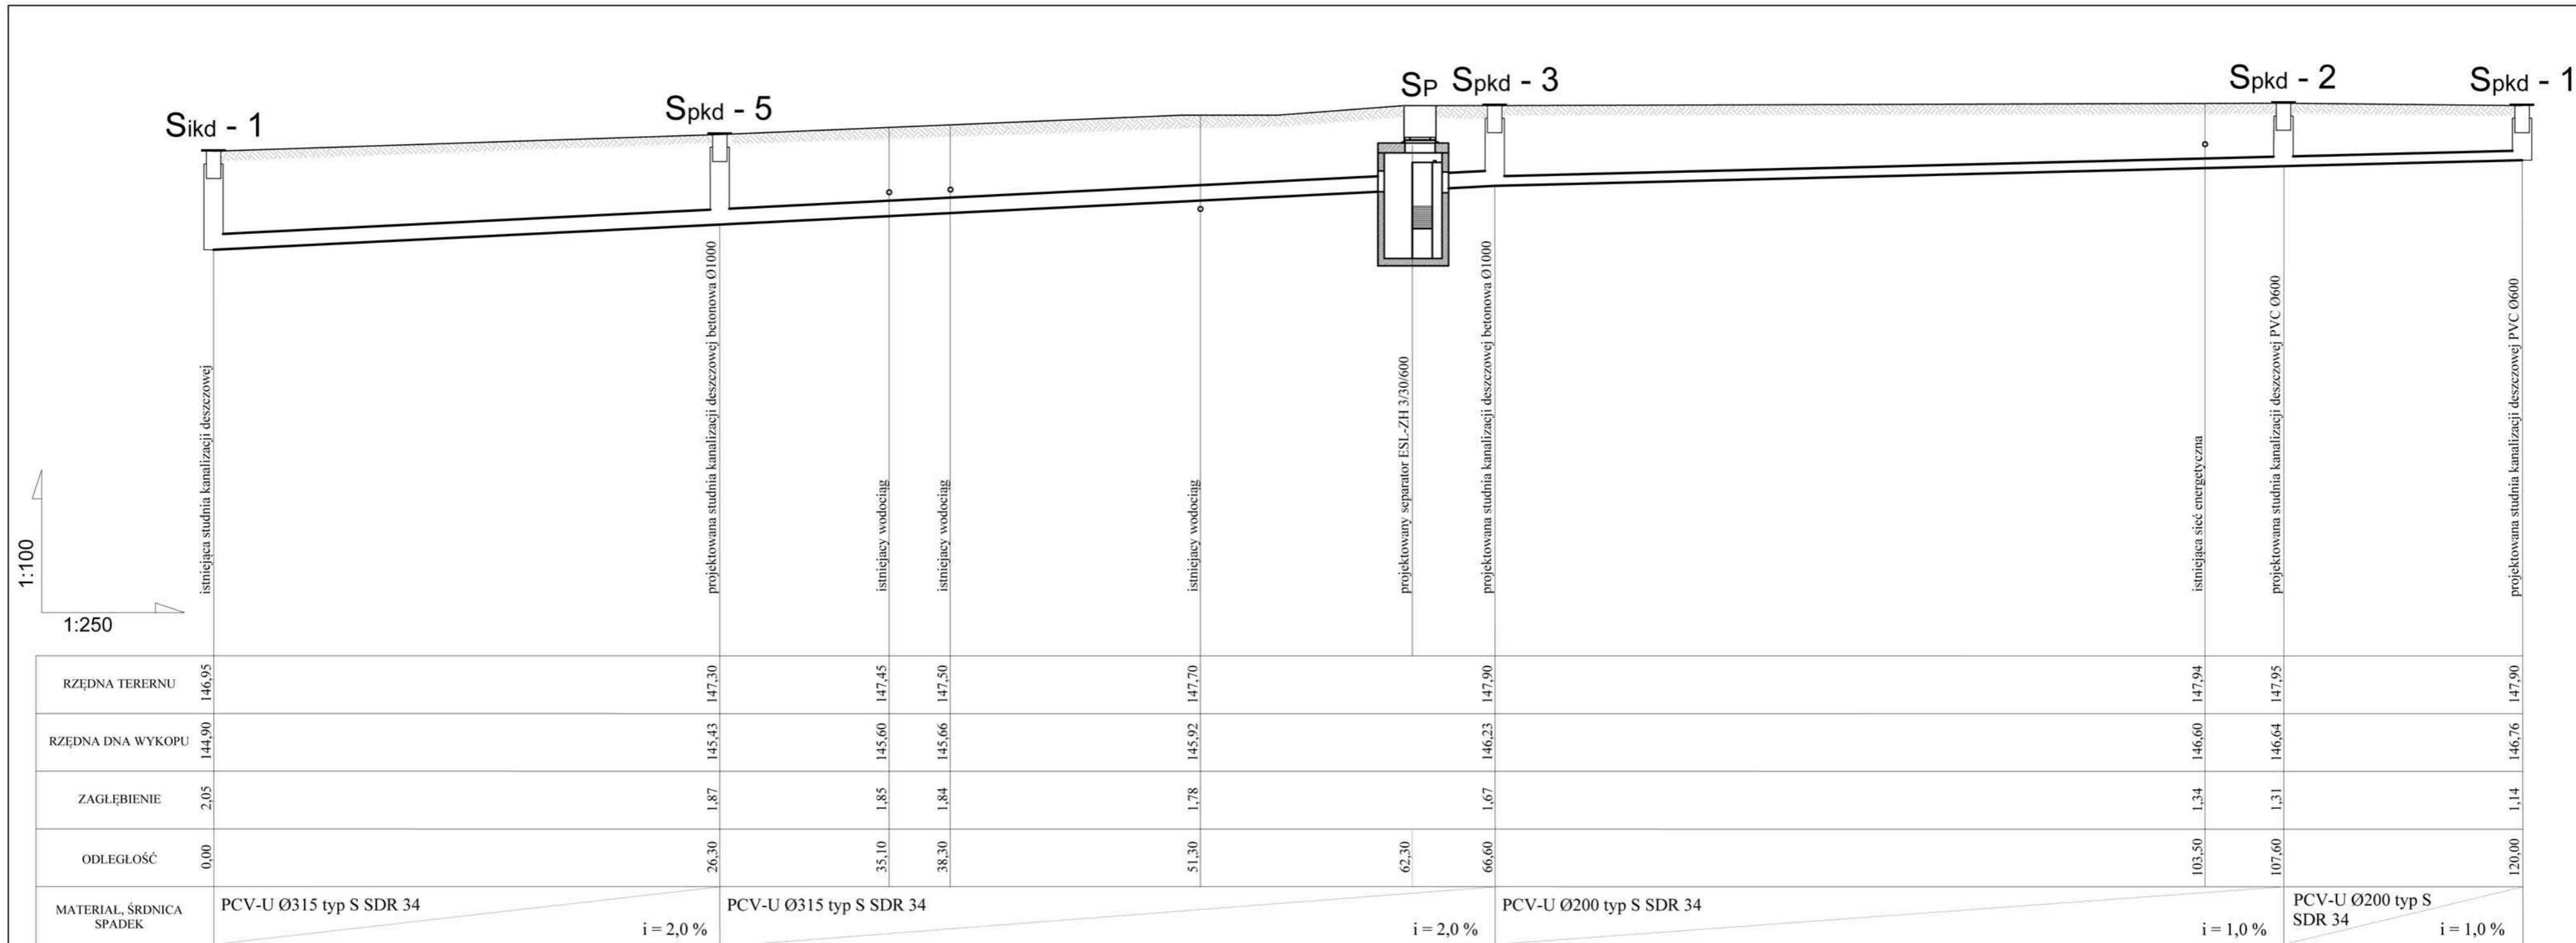 Sikd - 1
Spkd - 5
SP
Spkd - 3
Spkd - 2
Spkd - 1
istniejąca studnia kanalizacji deszczowej
projektowana studnia kanalizacji deszczowej betonowa Ø1000
istniejacy wodociąg
istniejacy wodociąg
istniejacy wodociąg
projektowany separator ESL-ZH 3/30/600
projektowana studnia kanalizacji deszczowej betonowa Ø1000
istniejąca sieć energetyczna
projektowana studnia kanalizacji deszczowej PVC Ø600
projektowana studnia kanalizacji deszczowej PVC Ø600
1:100
1:250
RZĘDNA TERERNU 146,95 147,30 147,45 147,50 147,70 147,90 147,94 147,95 147,90
RZĘDNA DNA WYKOPU 144,90 145,43 145,60 145,66 145,92 146,23 146,60 146,64 146,76
ZAGŁĘBIENIE 2,05 1,87 1,85 1,84 1,78 1,67 1,34 1,31 1,14
ODLEGŁOŚĆ 0,00 26,30 35,10 38,30 51,30 62,30 66,60 103,50 107,60 120,00
MATERIAŁ, ŚRDNICA
SPADEK
PCV-U Ø315 typ S SDR 34
i = 2,0 %
PCV-U Ø315 typ S SDR 34
i = 2,0 %
PCV-U Ø200 typ S SDR 34
i = 1,0 %
PCV-U Ø200 typ S
SDR 34
i = 1,0 %